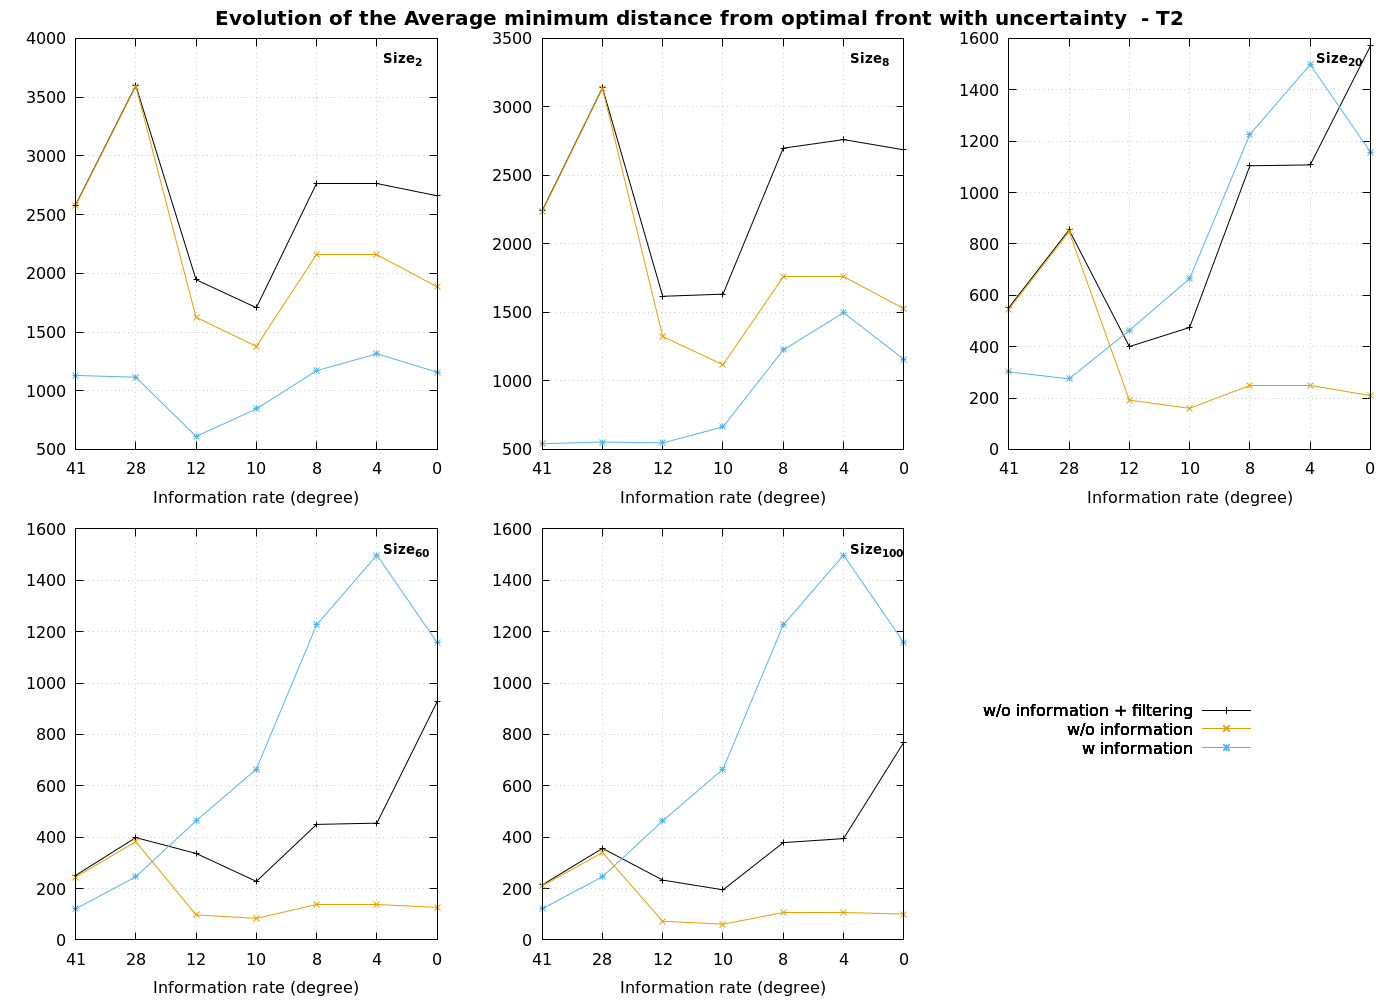 Evolution of the Average minimum distance from optimal front with uncertainty - T2
4000
3500
3000
2500
2000
1500
1000
500
41 28 12 10 8 4 0
Size2
Information rate (degree)
3500
3000
2500
2000
1500
1000
500
41 28 12 10 8 4 0
Size8
Information rate (degree)
1600
1400
1200
1000
800
600
400
200
0
41 28 12 10 8 4 0
Size20
Information rate (degree)
1600
1400
1200
1000
800
600
400
200
0
41 28 12 10 8 4 0
Size60
Information rate (degree)
1600
1400
1200
1000
800
600
400
200
0
41 28 12 10 8 4 0
Size100
Information rate (degree)
w/o information + filtering
w/o information
w information